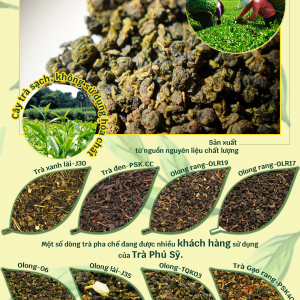 Cây trà sạch, không sử dụng hóa chất
Sản xuất
từ nguồn nguyên liệu chất lượng
Trà xanh lài-J30
Trà đen-PSK.CC
Olong rang-OLR19
Olong rang-OLR17
Một số dòng trà pha chế đang được nhiều khách hàng sử dụng
của Trà Phú Sỹ.
Olong-06
Olong lài-J35
Olong-TQK03
Trà Gạo rang-PSK4